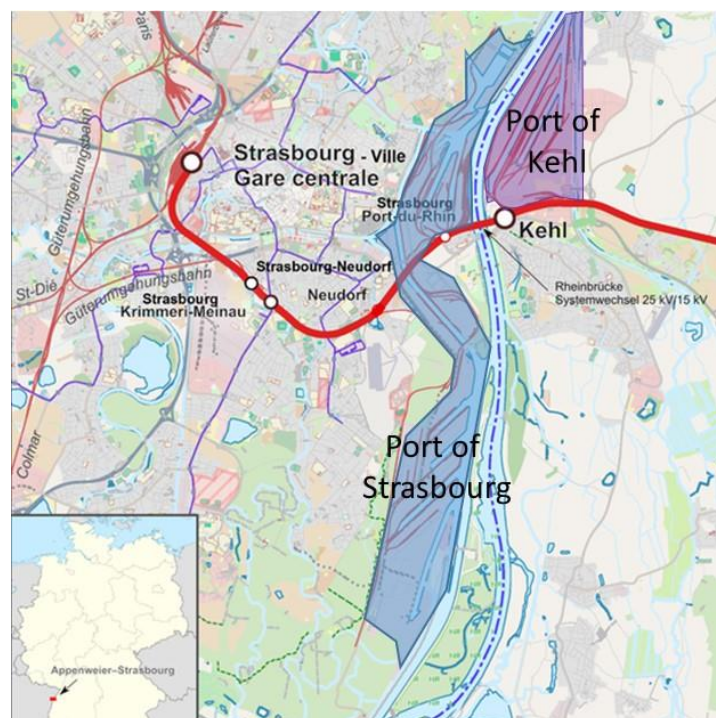 Paris
Port of
Kehl
Strasbourg - Ville
Gare centrale
Güterumgehungsbahn
Strasbourg
Port-du-Rhin
Kehl
St-Dié
Güterumgehungsbahn
Strasbourg-Neudorf
Strasbourg
Krimmeri-Meinau
Neudorf
Rheinbrücke
Systemwechsel 25 kV/15 kV
Colmar
Port of
Strasbourg
Appenweier–Strasbourg